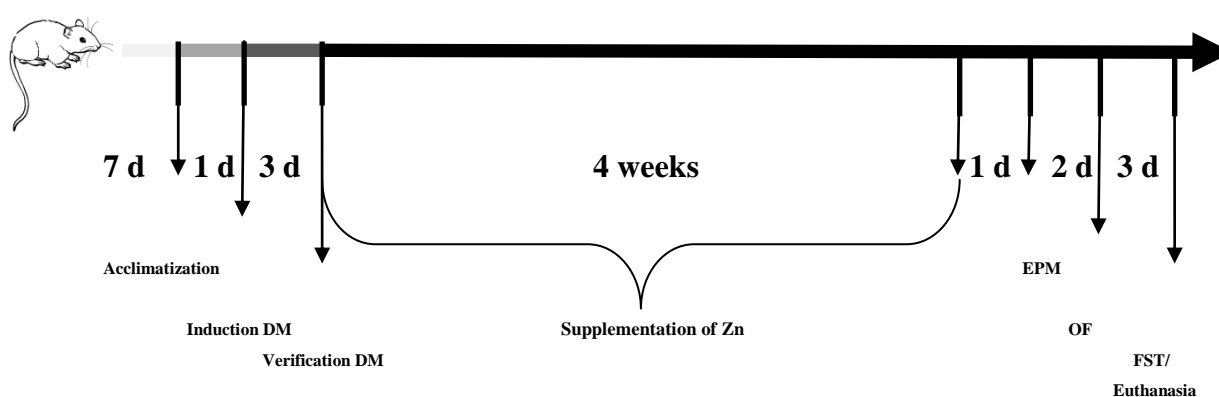 7 d 1 d 3 d 4 weeks 1 d 2 d 3 d
Acclimatization EPM
Induction DM Supplementation of Zn OF
Verification DM FST/
Euthanasia